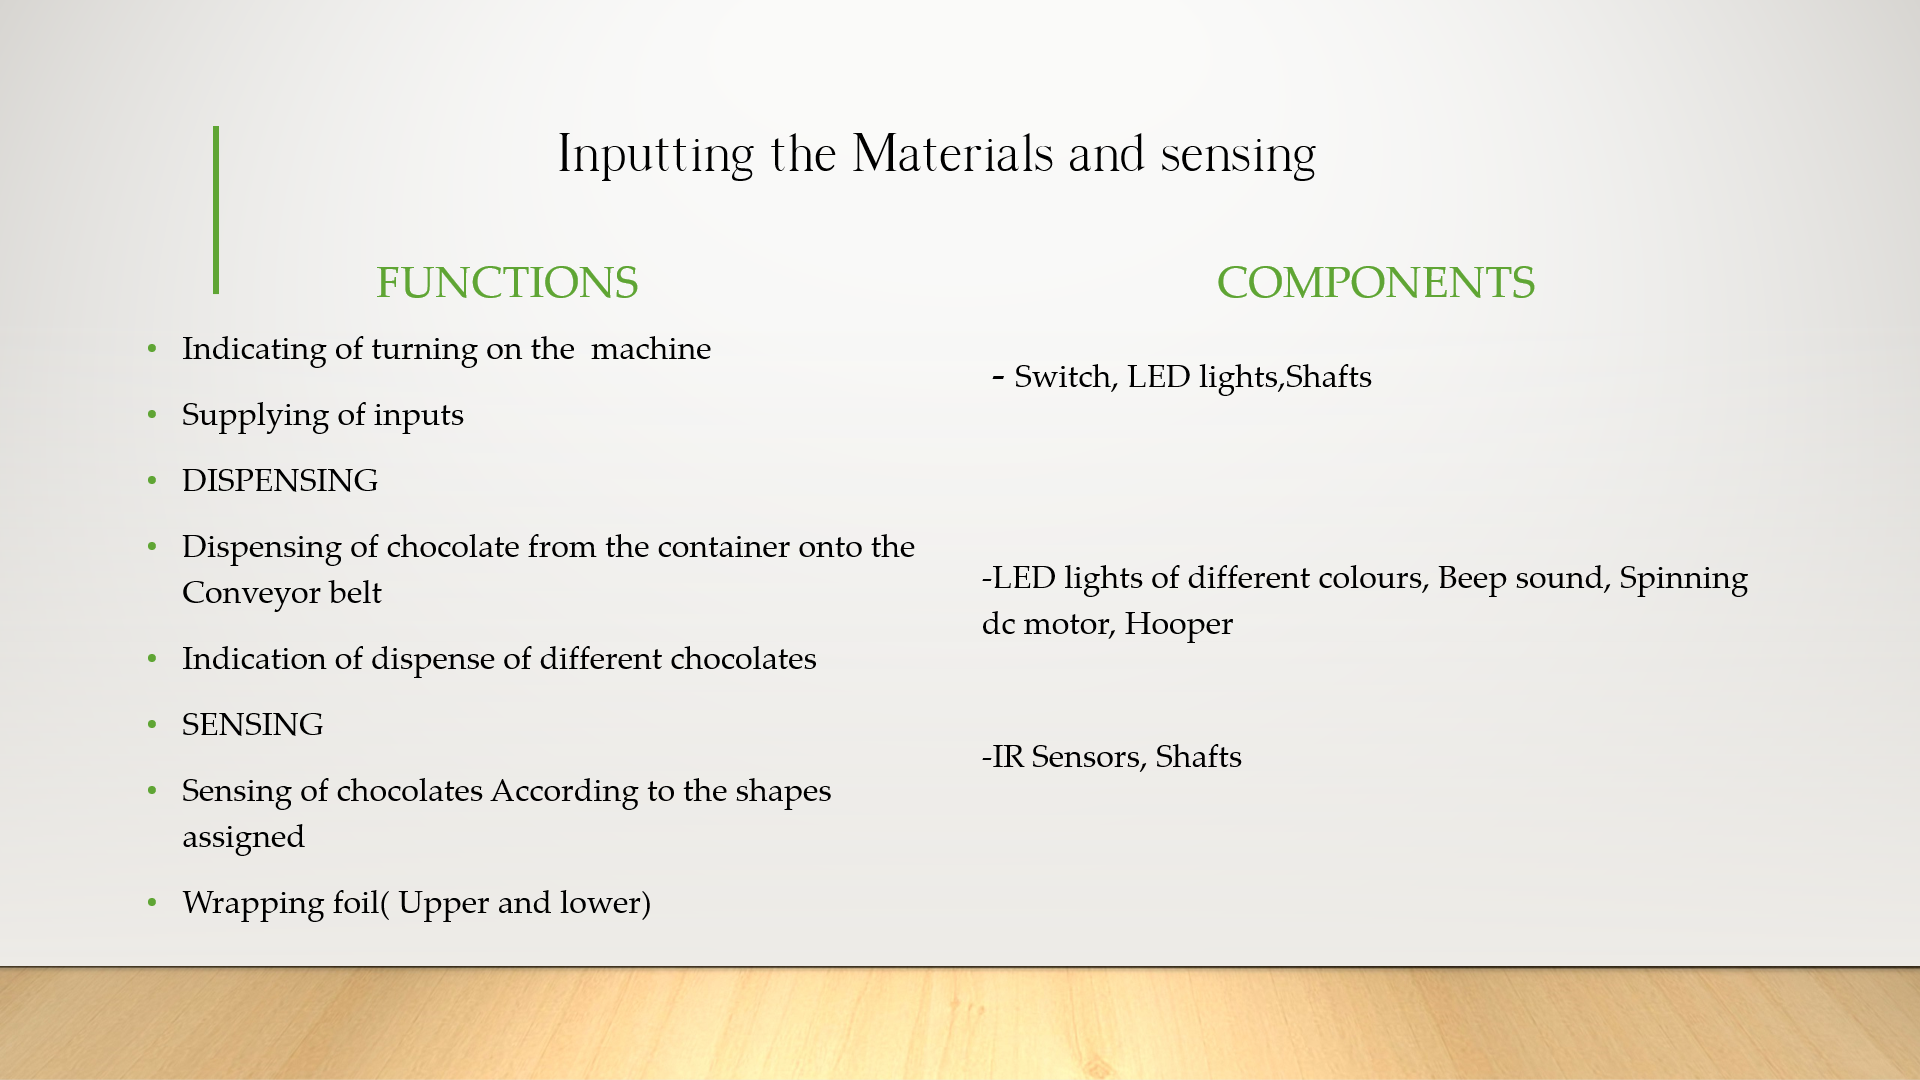 Inputting the Materials and sensing
FUNCTIONS
• Indicating of turning on the  machine
• Supplying of inputs
• DISPENSING
• Dispensing of chocolate from the container onto the
Conveyor belt
• Indication of dispense of different chocolates
• SENSING
• Sensing of chocolates According to the shapes
assigned
• Wrapping foil( Upper and lower)
COMPONENTS
- Switch, LED lights,Shafts
-LED lights of different colours, Beep sound, Spinning
dc motor, Hooper
-IR Sensors, Shafts